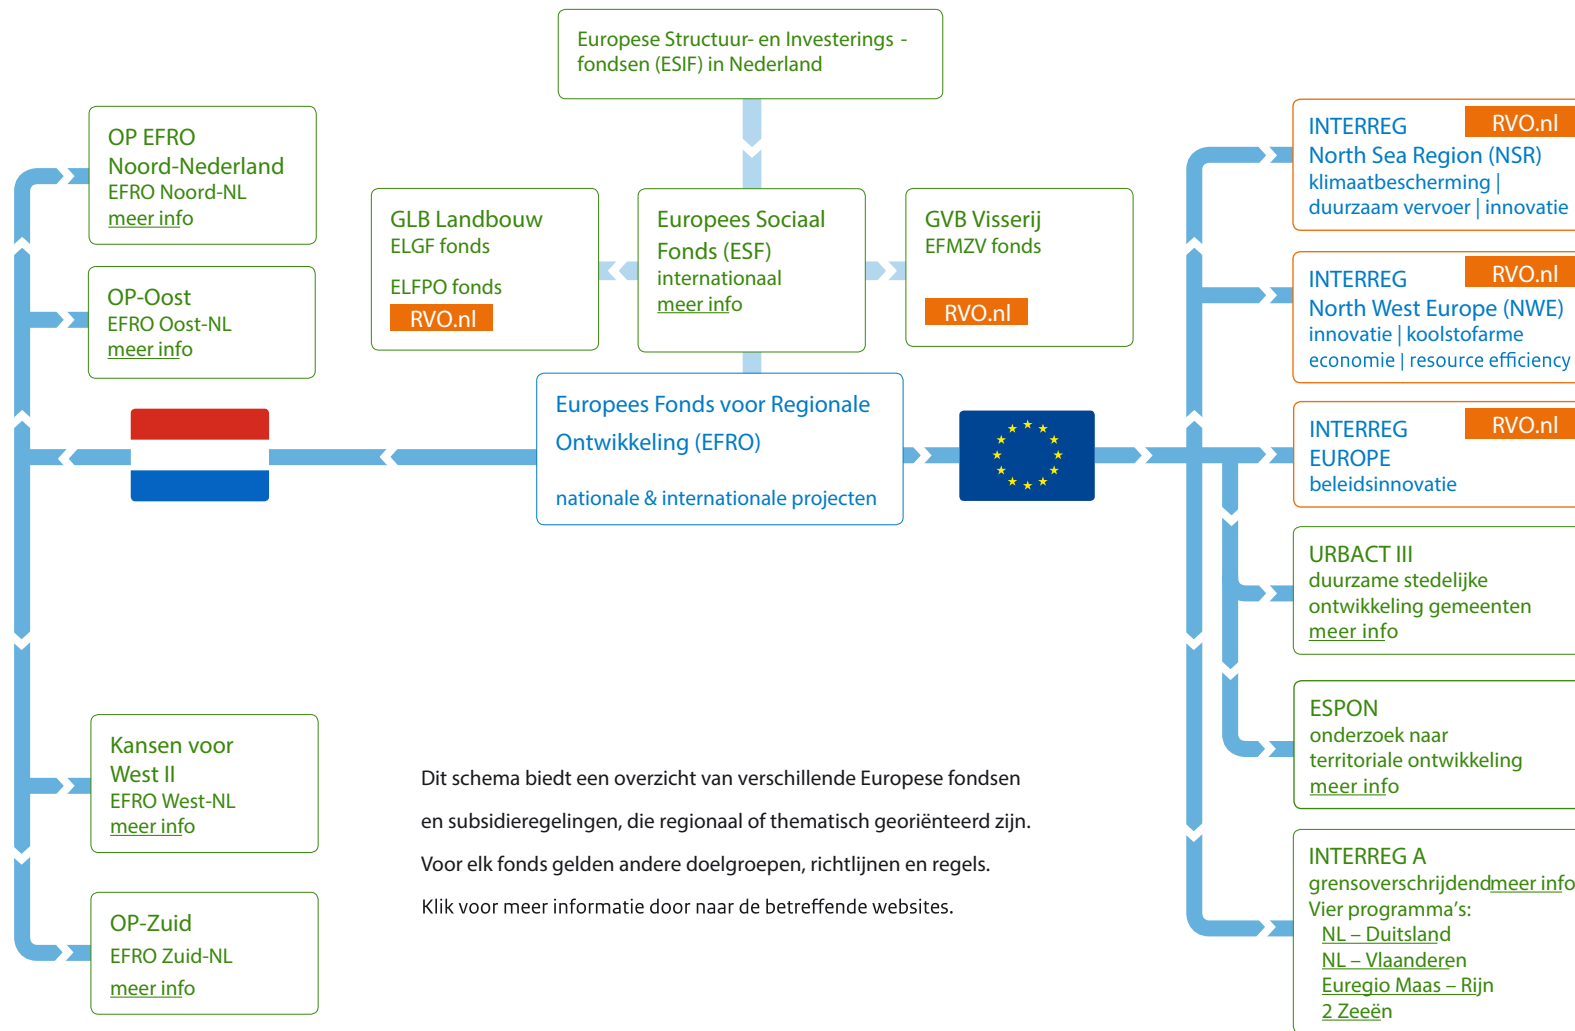 Europese Structuur- en Investerings -
fondsen (ESIF) in Nederland
OP EFRO
Noord-Nederland
EFRO Noord-NL
meer info
OP-Oost
EFRO Oost-NL
meer info
GLB Landbouw
ELGF fonds
ELFPO fonds
RVO.nl
Europees Sociaal
Fonds (ESF)
internationaal
meer info
GVB Visserij
EFMZV fonds
RVO.nl
Europees Fonds voor Regionale
Ontwikkeling (EFRO)
nationale & internationale projecten
Kansen voor
West II
EFRO West-NL
meer info
OP-Zuid
EFRO Zuid-NL
meer info
Dit schema biedt een overzicht van verschillende Europese fondsen
en subsidieregelingen, die regionaal of thematisch georiënteerd zijn.
Voor elk fonds gelden andere doelgroepen, richtlijnen en regels.
Klik voor meer informatie door naar de betreffende websites.
INTERREG RVO.nl
North Sea Region (NSR)
klimaatbescherming |
duurzaam vervoer | innovatie
INTERREG RVO.nl
North West Europe (NWE)
innovatie | koolstofarme
economie | resource efficiency
INTERREG RVO.nl
EUROPE
beleidsinnovatie
URBACT III
duurzame stedelijke
ontwikkeling gemeenten
meer info
ESPON
onderzoek naar
territoriale ontwikkeling
meer info
INTERREG A
grensoverschrijdendmeer info
Vier programma's:
NL – Duitsland
NL – Vlaanderen
Euregio Maas – Rijn
2 Zeeën